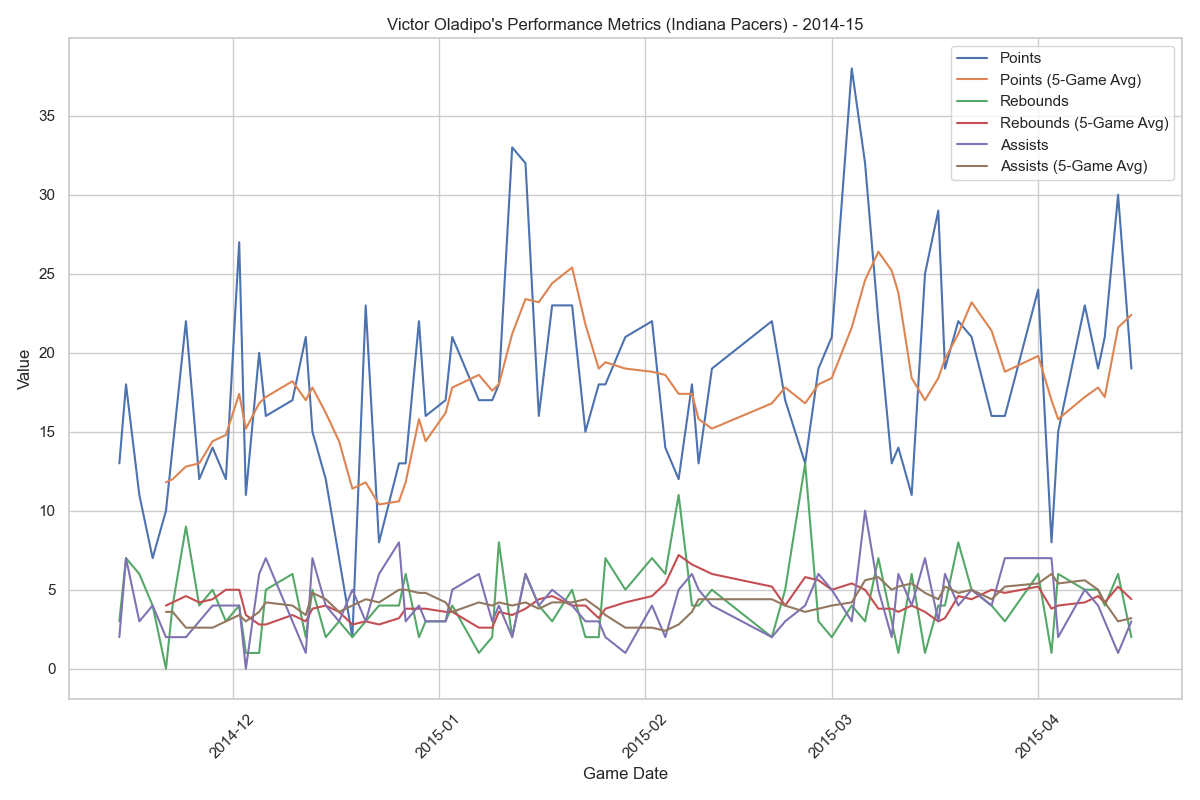 Victor Oladipo's Performance Metrics (Indiana Pacers) - 2014-15
Points
Points (5-Game Avg)
Rebounds
Rebounds (5-Game Avg)
Assists
Assists (5-Game Avg)
35
30
25
20
15
10
5
0
Value
2014-12
2015-01
2015-02
2015-03
2015-04
Game Date